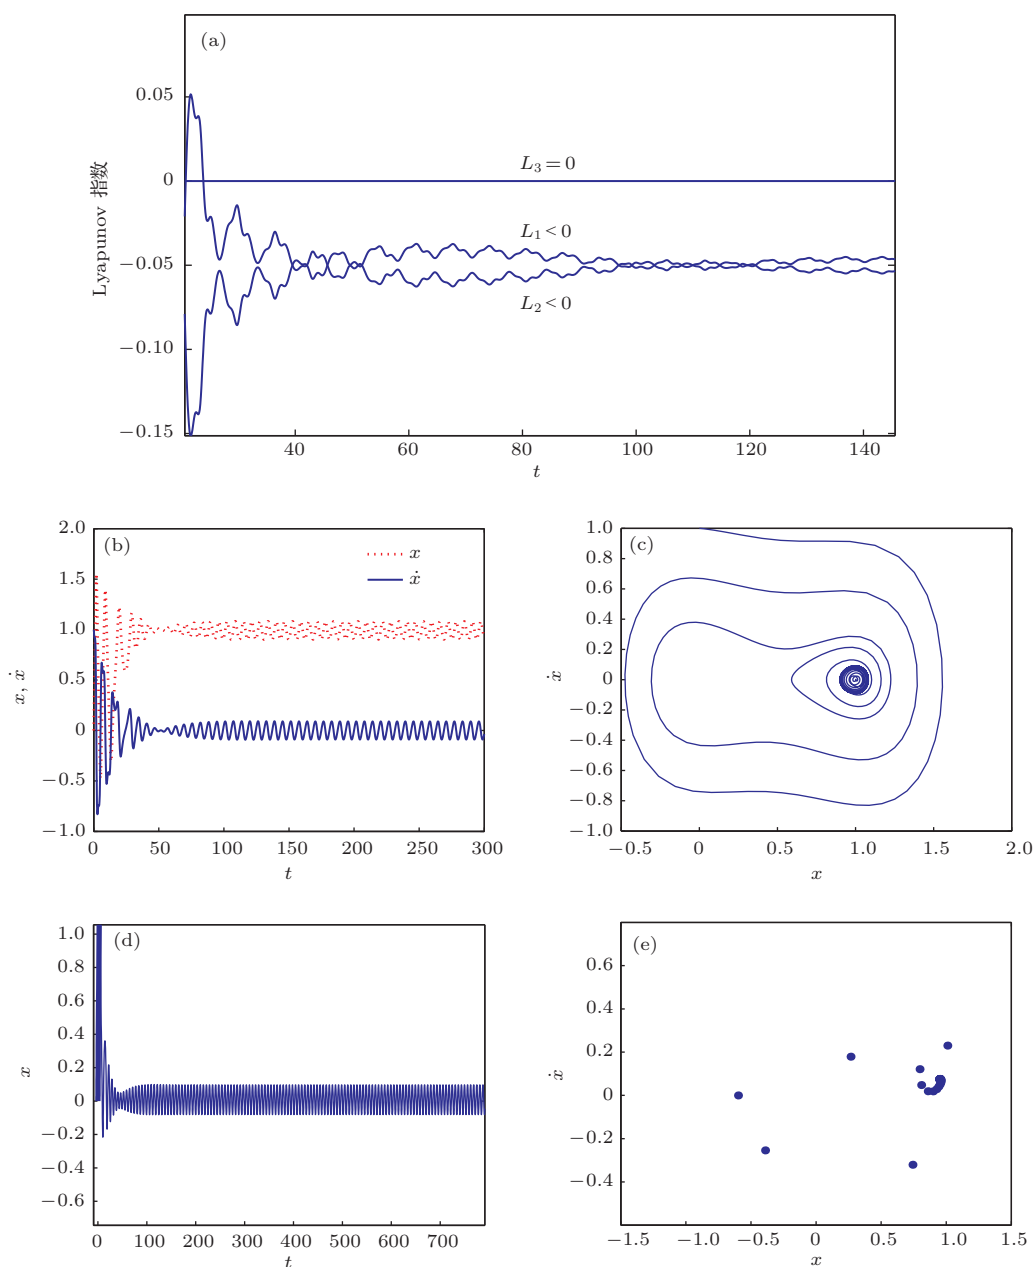 (a)
0.05
0
−0.05
−0.10
−0.15
Lyapunov 指数
L₃ = 0
L₁ < 0
L₂ < 0
40 60 80 100 120 140
t
(b)
2.0
1.5
1.0
0.5
0
−0.5
−1.0
x, ẋ
x
ẋ
0 50 100 150 200 250 300
t
(c)
1.0
0.8
0.6
0.4
0.2
0
−0.2
−0.4
−0.6
−0.8
−1.0
ẋ
−0.5 0 0.5 1.0 1.5 2.0
x
(d)
1.0
0.8
0.6
0.4
0.2
0
−0.2
−0.4
−0.6
x
0 100 200 300 400 500 600 700
t
(e)
0.6
0.4
0.2
0
−0.2
−0.4
ẋ
−1.5 −1.0 −0.5 0 0.5 1.0 1.5
x